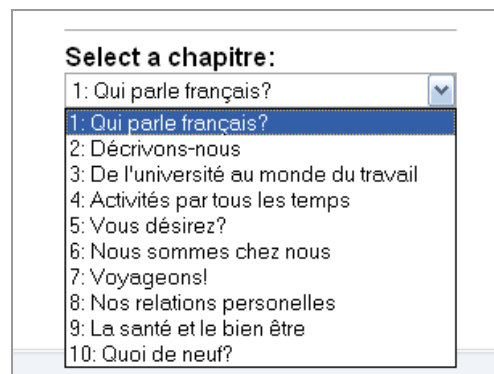 Select a chapitre:
1: Qui parle français?
1: Qui parle français?
2: Décrivons-nous
3: De l'université au monde du travail
4: Activités par tous les temps
5: Vous désirez?
6: Nous sommes chez nous
7: Voyageons!
8: Nos relations personelles
9: La santé et le bien être
10: Quoi de neuf?